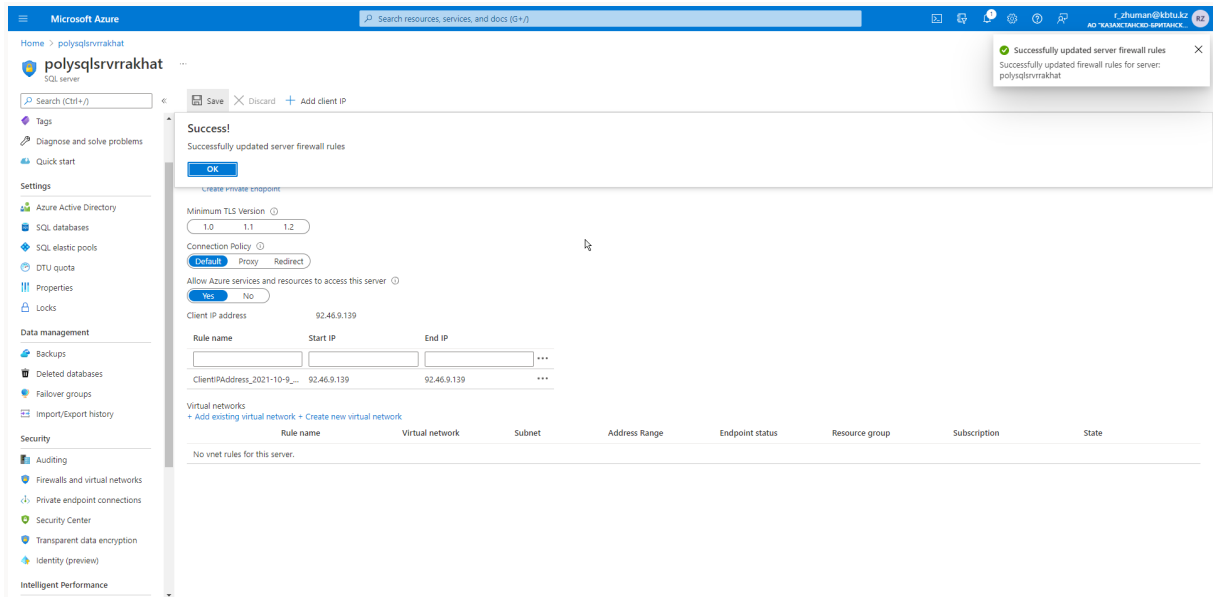 Microsoft Azure
Search resources, services, and docs (G+/)
1
r_zhuman@kbtu.kz
АО "КАЗАХСТАНСКО-БРИТАНСК...
RZ
Home > polysqlsrvrrakhat
polysqlsrvrrakhat ...
SQL server
Successfully updated server firewall rules
Successfully updated firewall rules for server:
polysqlsrvrrakhat
Search (Ctrl+/)
«
Save Discard + Add client IP
Tags
Diagnose and solve problems
Quick start
Settings
Azure Active Directory
SQL databases
SQL elastic pools
DTU quota
Properties
Locks
Data management
Backups
Deleted databases
Failover groups
Import/Export history
Security
Auditing
Firewalls and virtual networks
Private endpoint connections
Security Center
Transparent data encryption
Identity (preview)
Intelligent Performance
Success!
Successfully updated server firewall rules
OK
Create Private Endpoint
Minimum TLS Version
1.0 1.1 1.2
Connection Policy
Default Proxy Redirect
Allow Azure services and resources to access this server
Yes No
Client IP address 92.46.9.139
Rule name Start IP End IP
...
ClientIPAddress_2021-10-9_... 92.46.9.139 92.46.9.139 ...
Virtual networks
+ Add existing virtual network + Create new virtual network
Rule name Virtual network Subnet Address Range Endpoint status Resource group Subscription State
No vnet rules for this server.